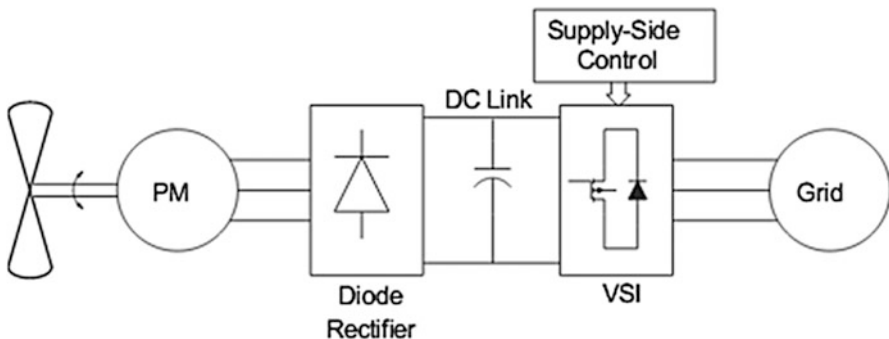 Supply-Side
Control
DC Link
PM
Grid
Diode
Rectifier
VSI